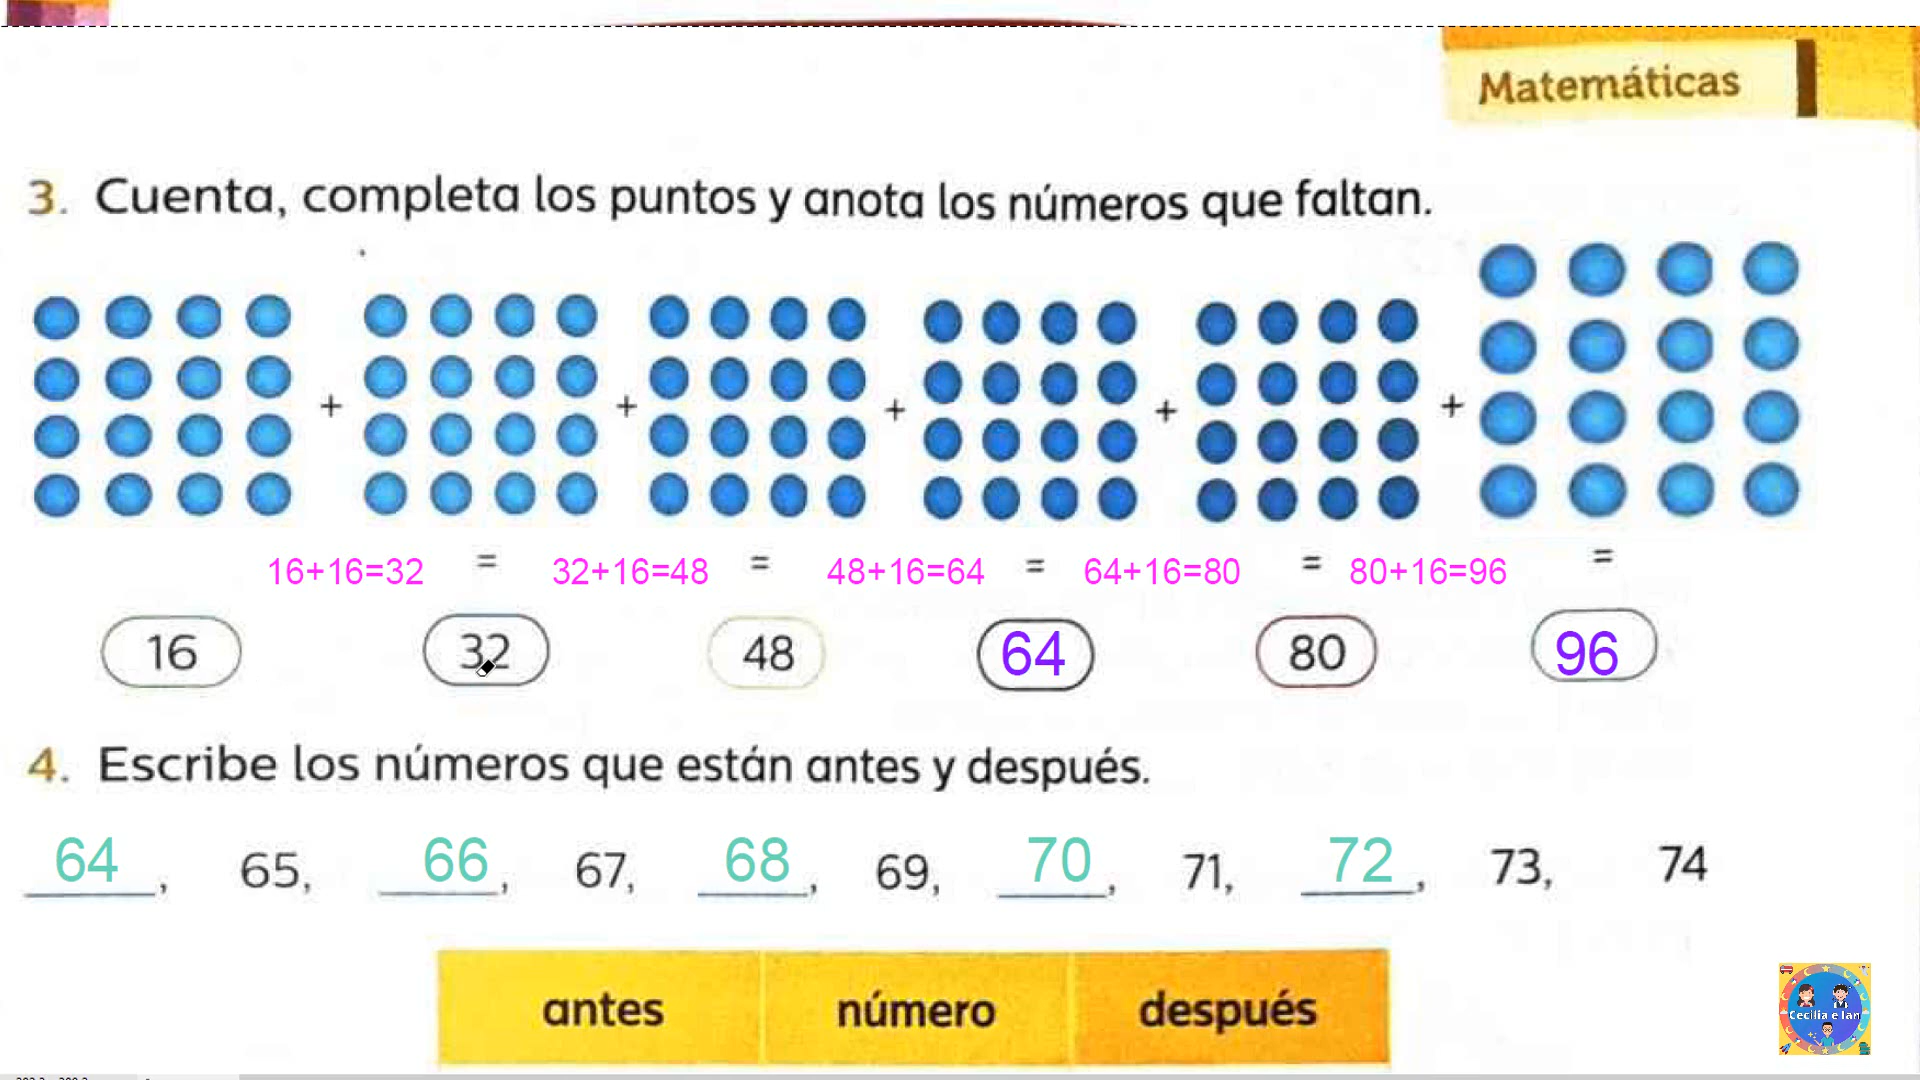 Matemáticas
3. Cuenta, completa los puntos y anota los números que faltan.
+ + + + +
16+16=32 = 32+16=48 = 48+16=64 = 64+16=80 = 80+16=96 =
16 32 48 64 80 96
4. Escribe los números que están antes y después.
64, 65, 66, 67, 68, 69, 70, 71, 72, 73, 74
antes número después
Cecilia e Ian